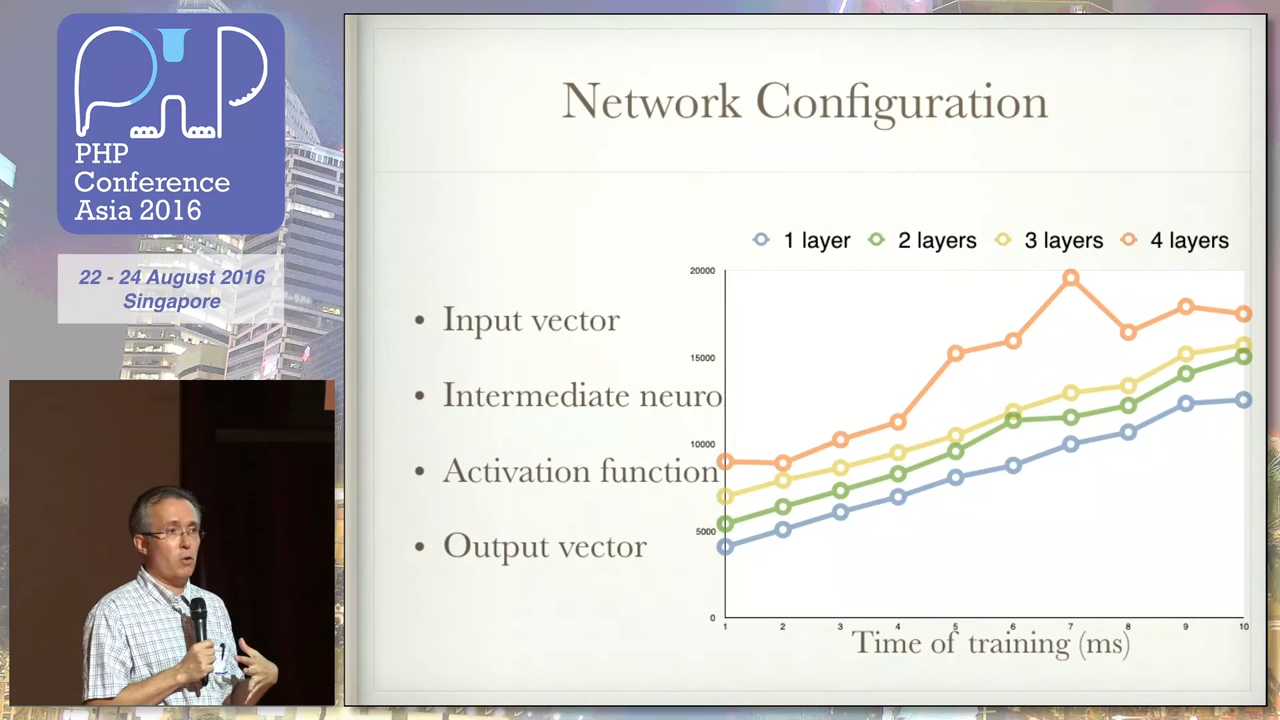 PHP
Conference
Asia 2016
22 - 24 August 2016
Singapore
Network Configuration
1 layer 2 layers 3 layers 4 layers
Input vector
Intermediate neuro
Activation function
Output vector
20000
15000
10000
5000
0
1 2 3 4 5 6 7 8 9 10
Time of training (ms)